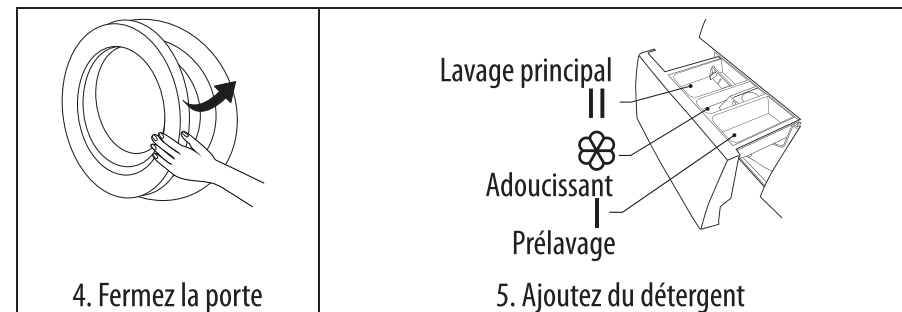 Lavage principal
II
Adoucissant
I
Prélavage
4. Fermez la porte
5. Ajoutez du détergent